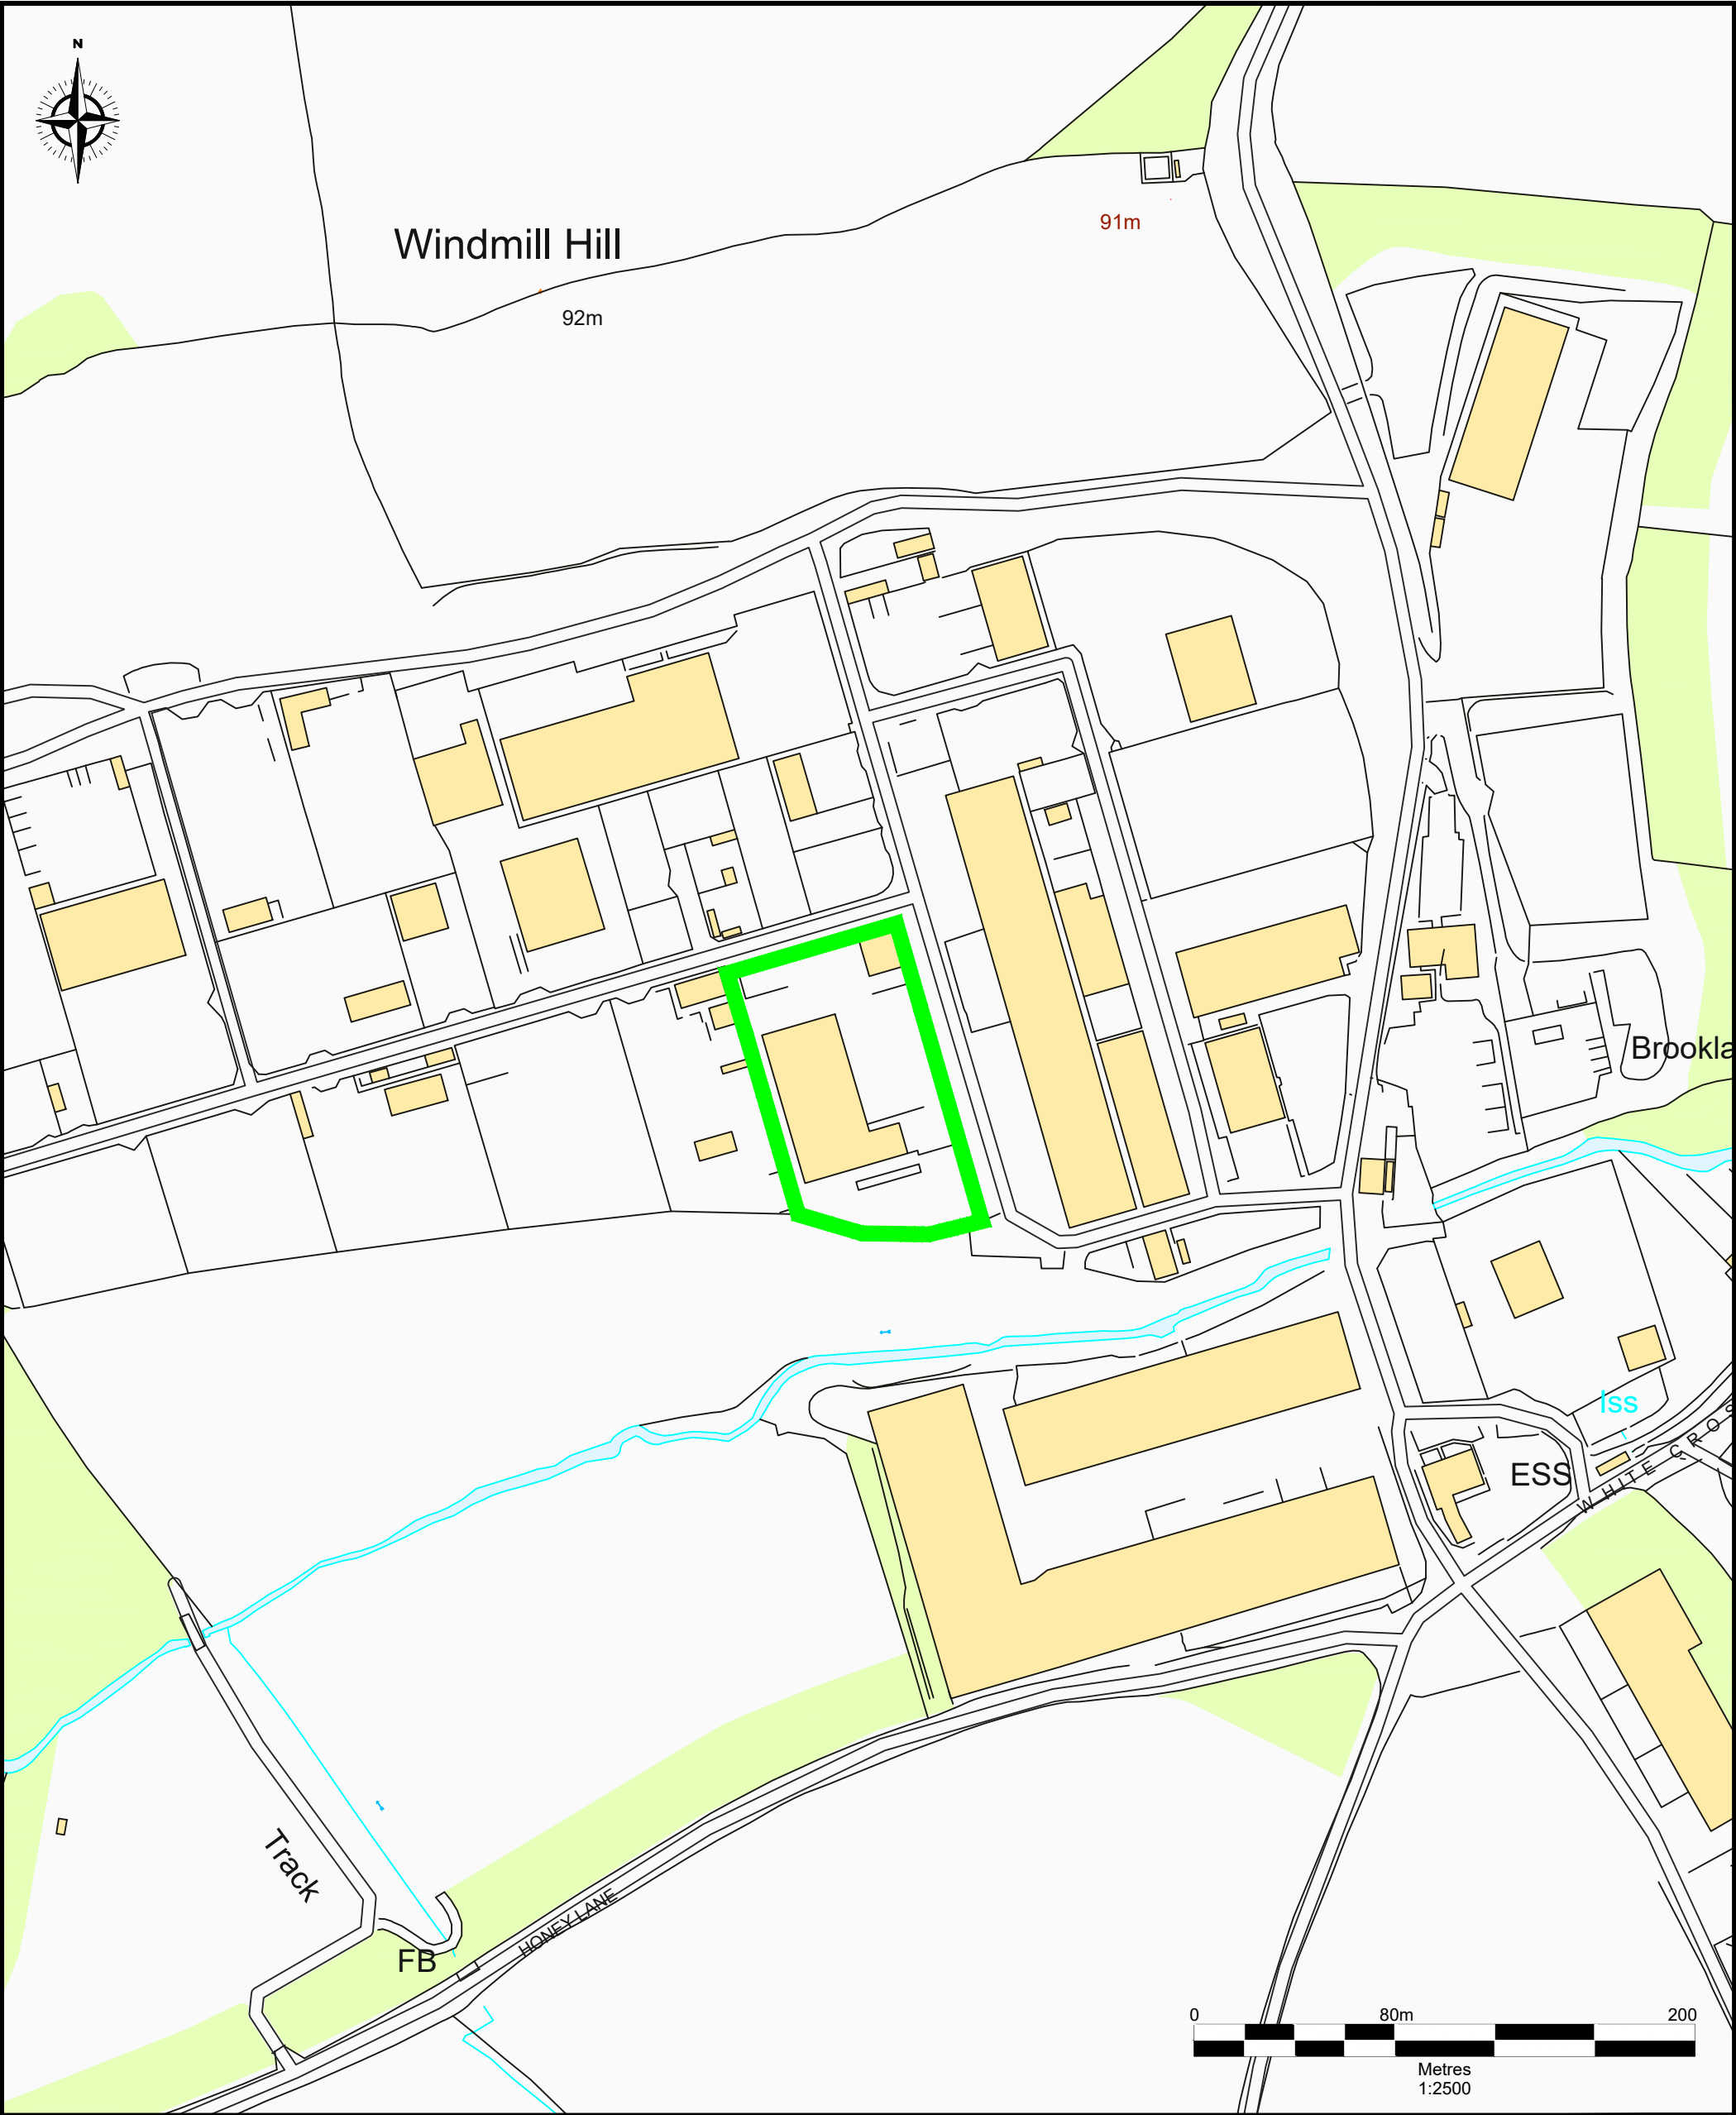 N
Windmill Hill
91m
92m
Brookla
Iss
WHITE CROS
ESS
Track
HONEY LANE
FB
0 80m 200
Metres
1:2500